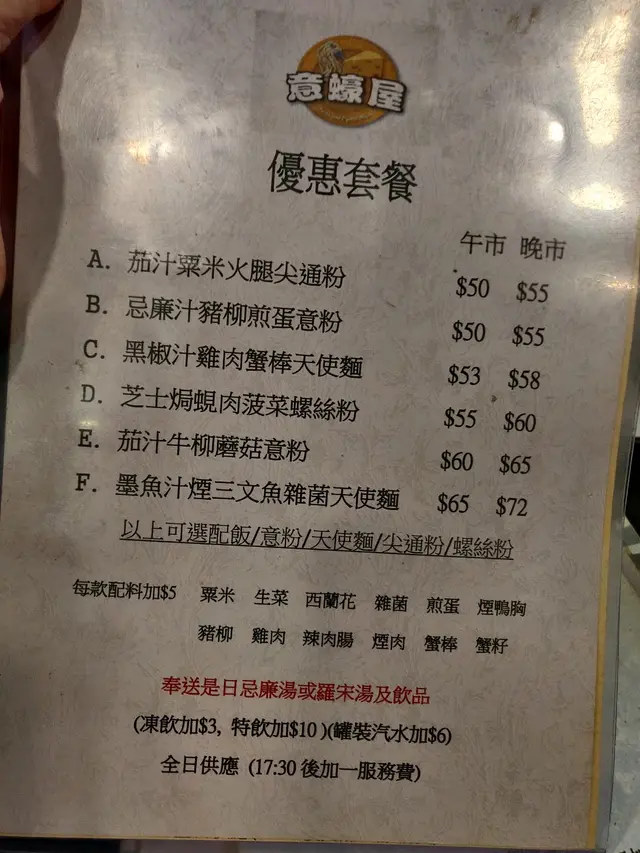 意蠔屋
優惠套餐
午市 晚市
A. 茄汁粟米火腿尖通粉 $50 $55
B. 忌廉汁豬柳煎蛋意粉 $50 $55
C. 黑椒汁雞肉蟹棒天使麵 $53 $58
D. 芝士焗蜆肉菠菜螺絲粉 $55 $60
E. 茄汁牛柳蘑菇意粉 $60 $65
F. 墨魚汁煙三文魚雜菌天使麵 $65 $72
以上可選配飯/意粉/天使麵/尖通粉/螺絲粉
每款配料加$5 粟米 生菜 西蘭花 雜菌 煎蛋 煙鴨胸
豬柳 雞肉 辣肉腸 煙肉 蟹棒 蟹籽
奉送是日忌廉湯或羅宋湯及飲品
(凍飲加$3, 特飲加$10 )(罐裝汽水加$6)
全日供應 (17:30 後加一服務費)